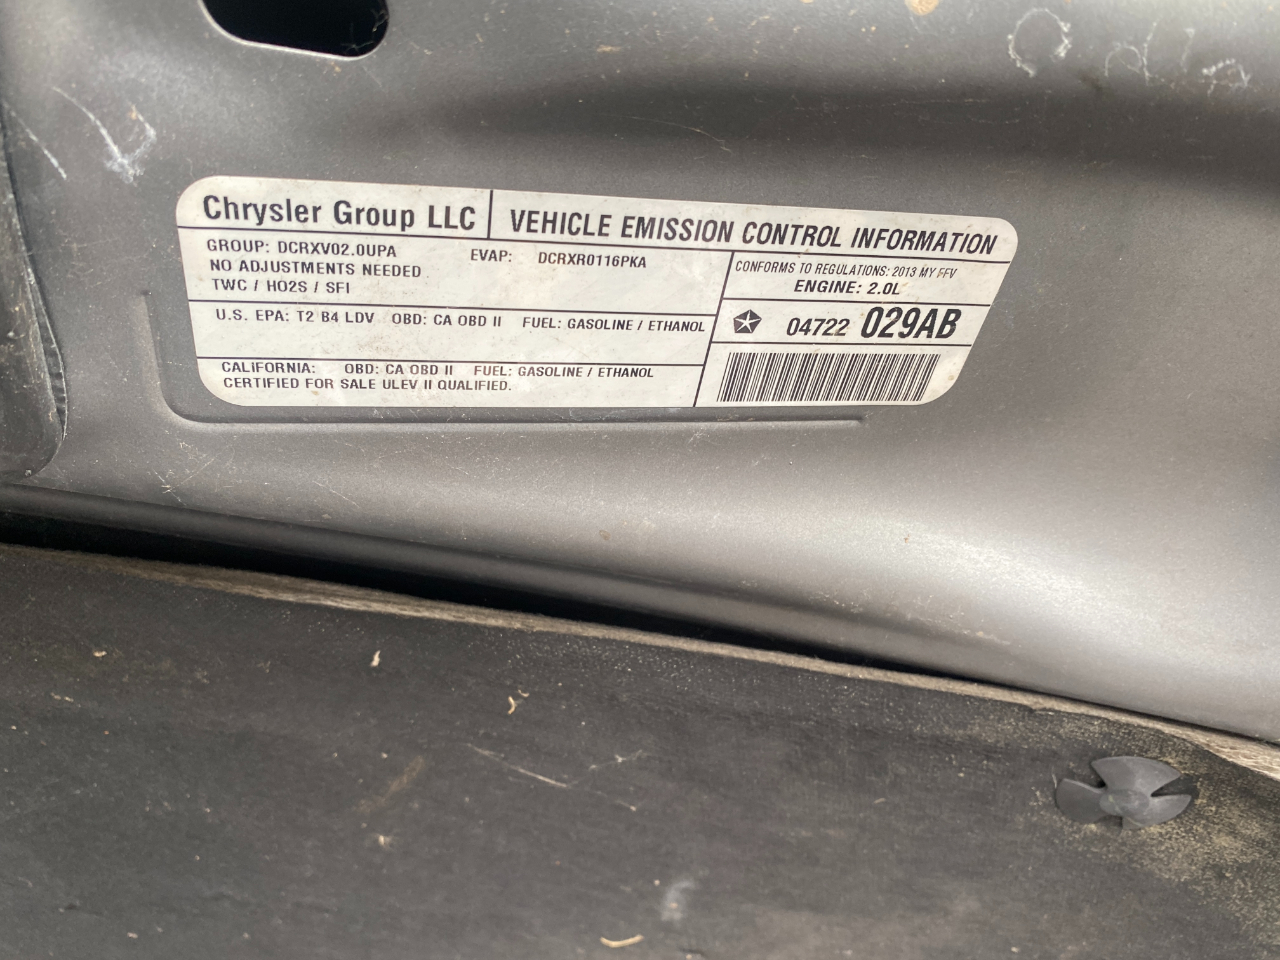 Chrysler Group LLC
VEHICLE EMISSION CONTROL INFORMATION
GROUP: DCRXV02.0UPA EVAP: DCRXR0116PKA
NO ADJUSTMENTS NEEDED
TWC / HO2S / SFI
CONFORMS TO REGULATIONS: 2013 MY FFV
ENGINE: 2.0L
U.S. EPA: T2 B4 LDV OBD: CA OBD II FUEL: GASOLINE / ETHANOL
04722 029AB
CALIFORNIA: OBD: CA OBD II FUEL: GASOLINE / ETHANOL
CERTIFIED FOR SALE ULEV II QUALIFIED.